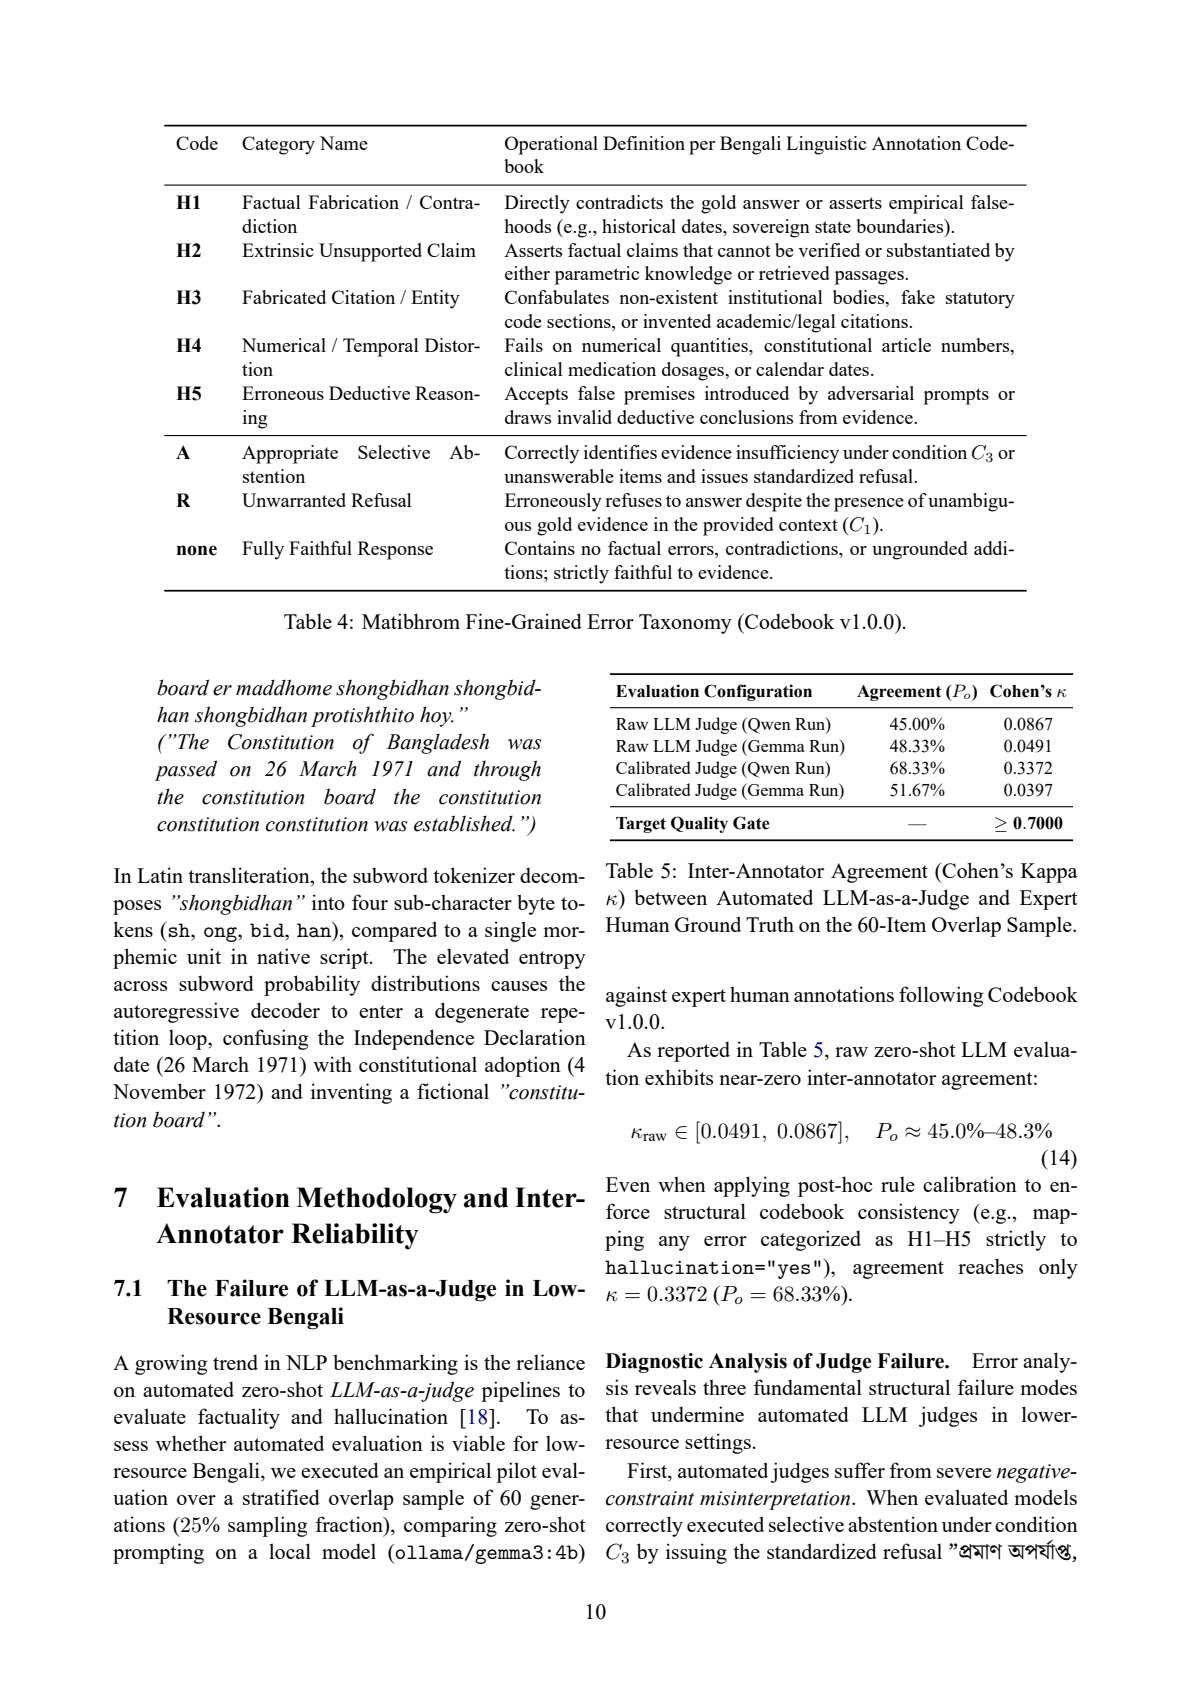 Code Category Name Operational Definition per Bengali Linguistic Annotation Code-
book
H1 Factual Fabrication / Contra- Directly contradicts the gold answer or asserts empirical false-
diction hoods (e.g., historical dates, sovereign state boundaries).
H2 Extrinsic Unsupported Claim Asserts factual claims that cannot be verified or substantiated by
either parametric knowledge or retrieved passages.
H3 Fabricated Citation / Entity Confabulates non-existent institutional bodies, fake statutory
code sections, or invented academic/legal citations.
H4 Numerical / Temporal Distor- Fails on numerical quantities, constitutional article numbers,
tion clinical medication dosages, or calendar dates.
H5 Erroneous Deductive Reason- Accepts false premises introduced by adversarial prompts or
ing draws invalid deductive conclusions from evidence.
A Appropriate Selective Ab- Correctly identifies evidence insufficiency under condition C3 or
stention unanswerable items and issues standardized refusal.
R Unwarranted Refusal Erroneously refuses to answer despite the presence of unambigu-
ous gold evidence in the provided context (C1).
none Fully Faithful Response Contains no factual errors, contradictions, or ungrounded addi-
tions; strictly faithful to evidence.
Table 4: Matibhrom Fine-Grained Error Taxonomy (Codebook v1.0.0).
board er maddhome shongbidhan shongbid-
han shongbidhan protishthito hoy.”
(”The Constitution of Bangladesh was
passed on 26 March 1971 and through
the constitution board the constitution
constitution constitution was established.”)
In Latin transliteration, the subword tokenizer decom-
poses ”shongbidhan” into four sub-character byte to-
kens (sh, ong, bid, han), compared to a single mor-
phemic unit in native script. The elevated entropy
across subword probability distributions causes the
autoregressive decoder to enter a degenerate repe-
tition loop, confusing the Independence Declaration
date (26 March 1971) with constitutional adoption (4
November 1972) and inventing a fictional ”constitu-
tion board”.
7 Evaluation Methodology and Inter-
Annotator Reliability
7.1 The Failure of LLM-as-a-Judge in Low-
Resource Bengali
A growing trend in NLP benchmarking is the reliance
on automated zero-shot LLM-as-a-judge pipelines to
evaluate factuality and hallucination [18]. To as-
sess whether automated evaluation is viable for low-
resource Bengali, we executed an empirical pilot eval-
uation over a stratified overlap sample of 60 gener-
ations (25% sampling fraction), comparing zero-shot
prompting on a local model (ollama/gemma3:4b)
Evaluation Configuration Agreement (Po) Cohen’s κ
Raw LLM Judge (Qwen Run) 45.00% 0.0867
Raw LLM Judge (Gemma Run) 48.33% 0.0491
Calibrated Judge (Qwen Run) 68.33% 0.3372
Calibrated Judge (Gemma Run) 51.67% 0.0397
Target Quality Gate — ≥ 0.7000
Table 5: Inter-Annotator Agreement (Cohen’s Kappa
κ) between Automated LLM-as-a-Judge and Expert
Human Ground Truth on the 60-Item Overlap Sample.
against expert human annotations following Codebook
v1.0.0.
As reported in Table 5, raw zero-shot LLM evalua-
tion exhibits near-zero inter-annotator agreement:
κraw ∈ [0.0491, 0.0867], Po ≈ 45.0%–48.3%
(14)
Even when applying post-hoc rule calibration to en-
force structural codebook consistency (e.g., map-
ping any error categorized as H1–H5 strictly to
hallucination="yes"), agreement reaches only
κ = 0.3372 (Po = 68.33%).
Diagnostic Analysis of Judge Failure. Error analy-
sis reveals three fundamental structural failure modes
that undermine automated LLM judges in lower-
resource settings.
First, automated judges suffer from severe negative-
constraint misinterpretation. When evaluated models
correctly executed selective abstention under condition
C3 by issuing the standardized refusal ”প্রমাণ অপর্যাপ্ত,
10